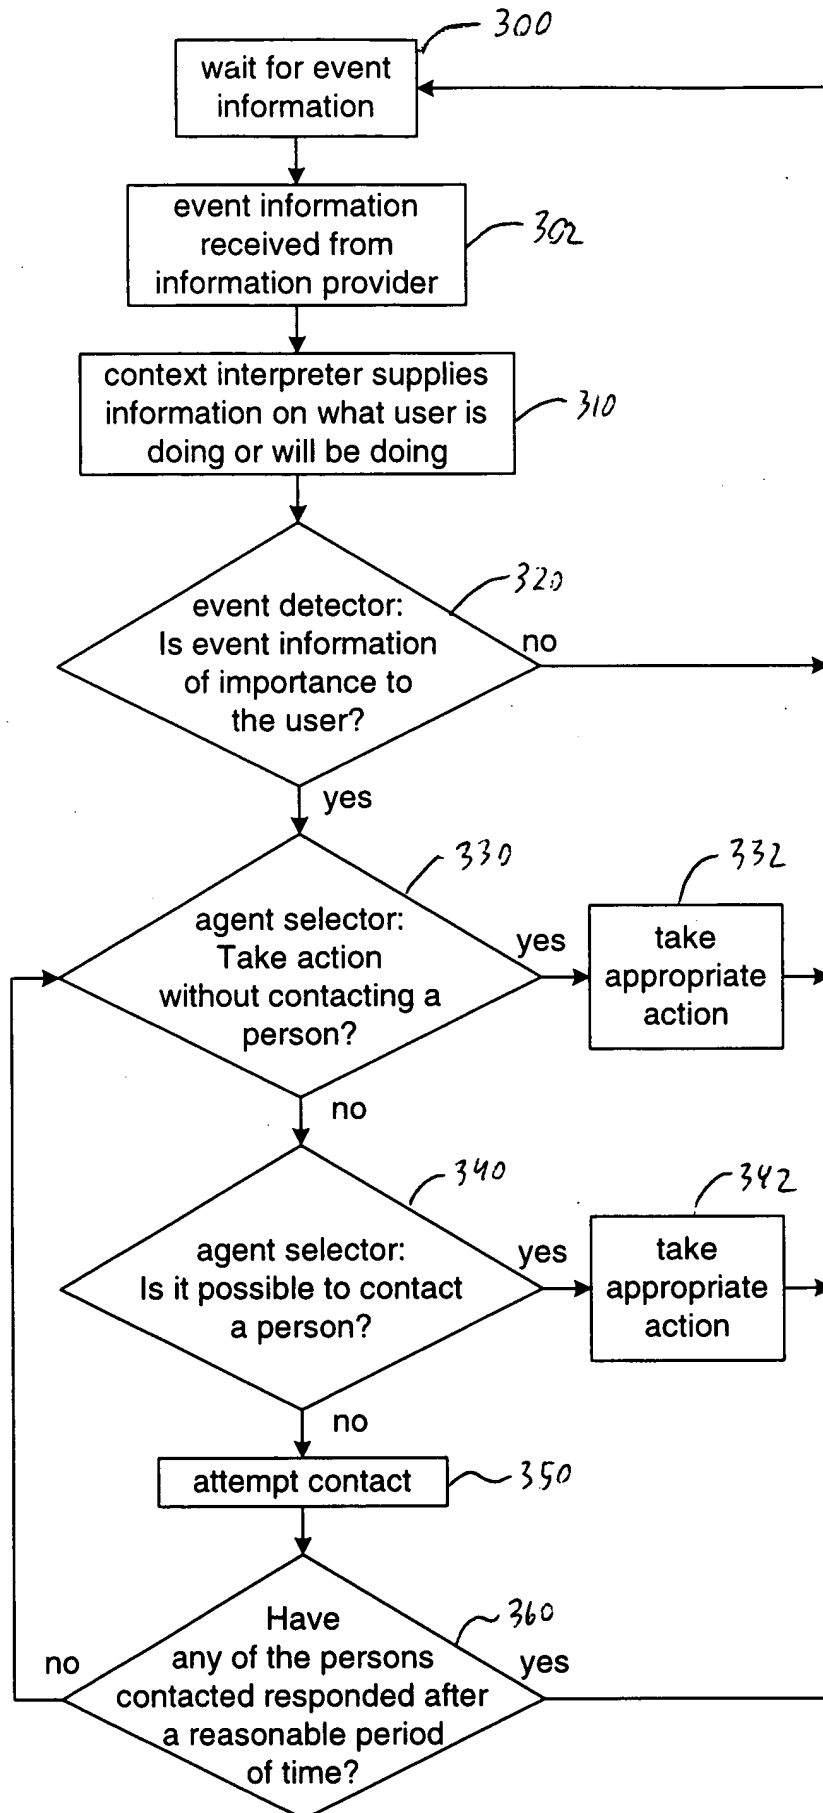 300
wait for event
information
event information
received from
information provider
302
context interpreter supplies
information on what user is
doing or will be doing
310
320
event detector:
Is event information
of importance to
the user?
no
yes
330
332
agent selector:
Take action
without contacting a
person?
yes
take
appropriate
action
no
340
342
agent selector:
Is it possible to contact
a person?
yes
take
appropriate
action
no
attempt contact
350
360
Have
any of the persons
contacted responded after
a reasonable period
of time?
no
yes